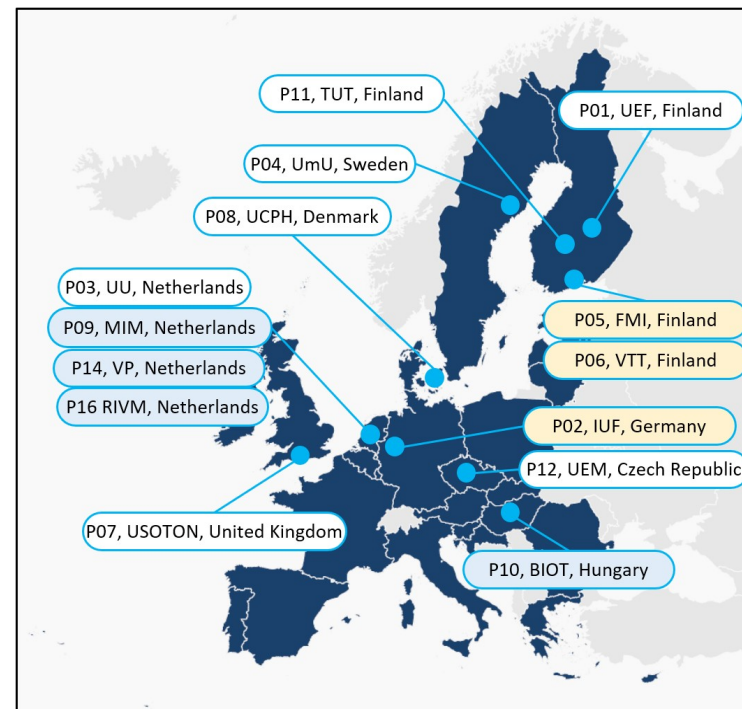 P11, TUT, Finland
P01, UEF, Finland
P04, UmU, Sweden
P08, UCPH, Denmark
P03, UU, Netherlands
P09, MIM, Netherlands
P14, VP, Netherlands
P16 RIVM, Netherlands
P05, FMI, Finland
P06, VTT, Finland
P02, IUF, Germany
P12, UEM, Czech Republic
P07, USOTON, United Kingdom
P10, BIOT, Hungary